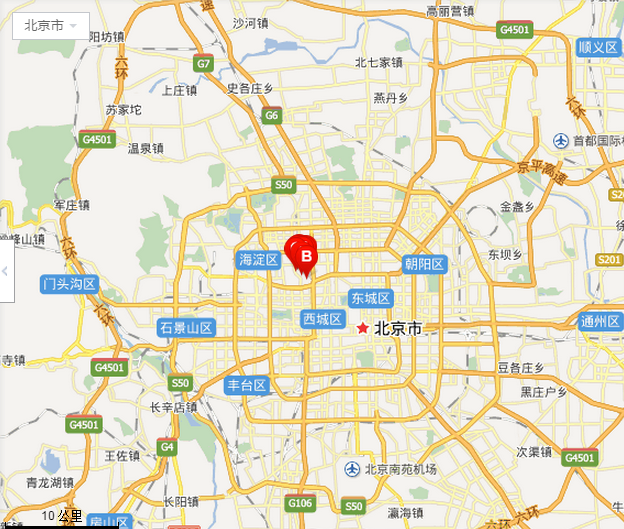 高丽营镇
沙河镇
G4501
北京市
阳坊镇
顺义区
六环
G7
北七家镇
上庄镇
史各庄乡
燕丹乡
苏家坨
六环
G6
G4501
首都国际机
温泉镇
京平高速
S50
军庄镇
金盏乡
海淀区
B
朝阳区
东坝乡
S201
六环
门头沟区
东城区
六环
石景山区
西城区
北京市
通州区
G4501
S50
丰台区
豆各庄乡
黑庄户乡
长辛店镇
G4501
G4
王佐镇
次渠镇
G4501
北京南苑机场
青龙湖镇
长阳镇
G106
S50
10 公里
房山区
瀛海镇
六环
六环